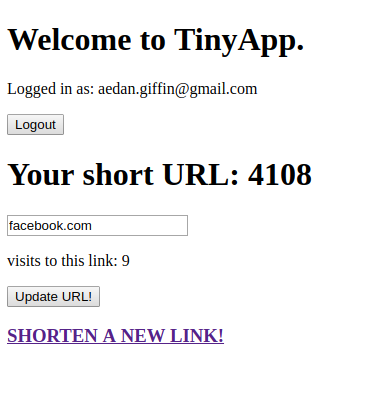 Welcome to TinyApp.
Logged in as: aedan.giffin@gmail.com
Logout
Your short URL: 4108
facebook.com
visits to this link: 9
Update URL!
SHORTEN A NEW LINK!